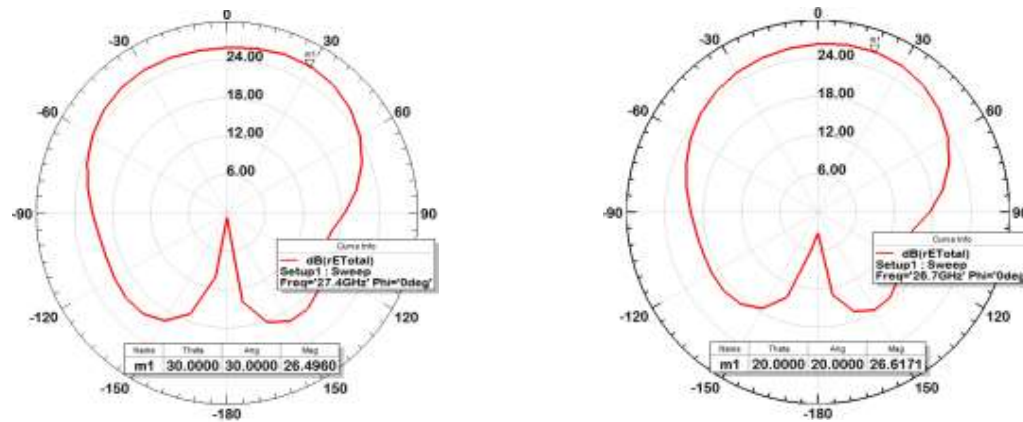 0
-30
30
24.00
-60
60
18.00
12.00
6.00
-90
90
Curve Info
dB(rETotal)
Setup1 : Sweep
Freq='27.4GHz' Phi='0deg'
-120
120
Name Theta Ang Mag
m1 30.0000 30.0000 26.4960
-150
150
-180
0
-30
m1
30
24.00
-60
60
18.00
12.00
6.00
-90
90
Curve Info
dB(rETotal)
Setup1 : Sweep
Freq='26.7GHz' Phi='0deg
-120
120
Name Theta Ang Mag
m1 20.0000 20.0000 26.6171
-150
150
-180